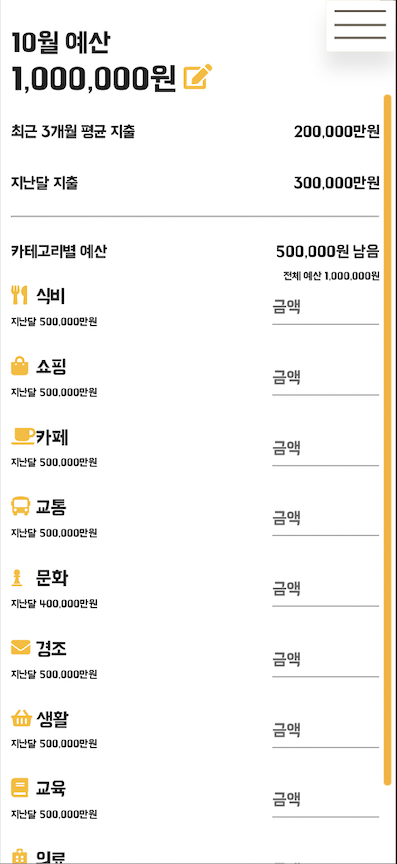 10월 예산
1,000,000원
최근 3개월 평균 지출 200,000만원
지난달 지출 300,000만원
카테고리별 예산 500,000원 남음
전체 예산 1,000,000원
식비 금액
지난달 500,000만원
쇼핑 금액
지난달 500,000만원
카페 금액
지난달 500,000만원
교통 금액
지난달 500,000만원
문화 금액
지난달 400,000만원
경조 금액
지난달 500,000만원
생활 금액
지난달 500,000만원
교육 금액
지난달 500,000만원
의료